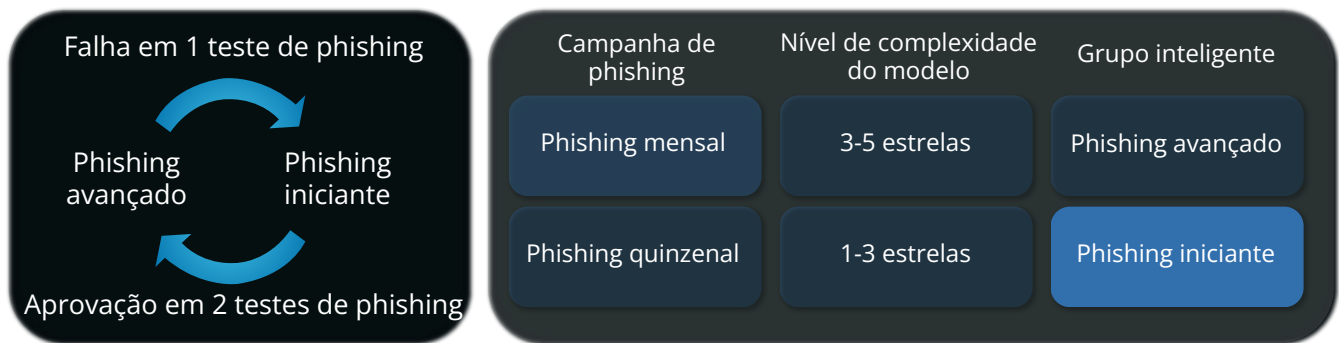 Falha em 1 teste de phishing
Phishing
avançado
Phishing
iniciante
Aprovação em 2 testes de phishing
Campanha de
phishing
Nível de complexidade
do modelo
Grupo inteligente
Phishing mensal
3-5 estrelas
Phishing avançado
Phishing quinzenal
1-3 estrelas
Phishing iniciante